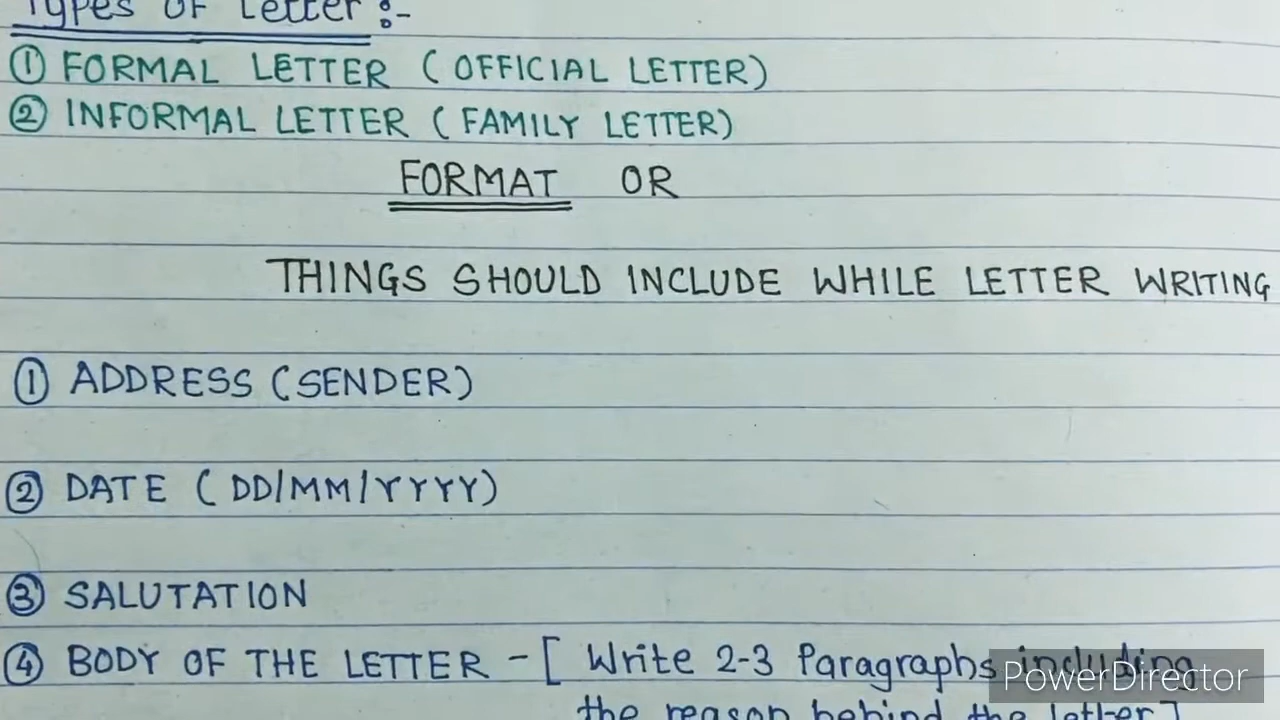 Types of Letter :-
① FORMAL LETTER ( OFFICIAL LETTER)
② INFORMAL LETTER ( FAMILY LETTER)
FORMAT OR
THINGS SHOULD INCLUDE WHILE LETTER WRITING
① ADDRESS (SENDER)
② DATE ( DD/MM/YYYY)
③ SALUTATION
④ BODY OF THE LETTER - [ Write 2-3 Paragraphs including
the reason behind the letter]
PowerDirector